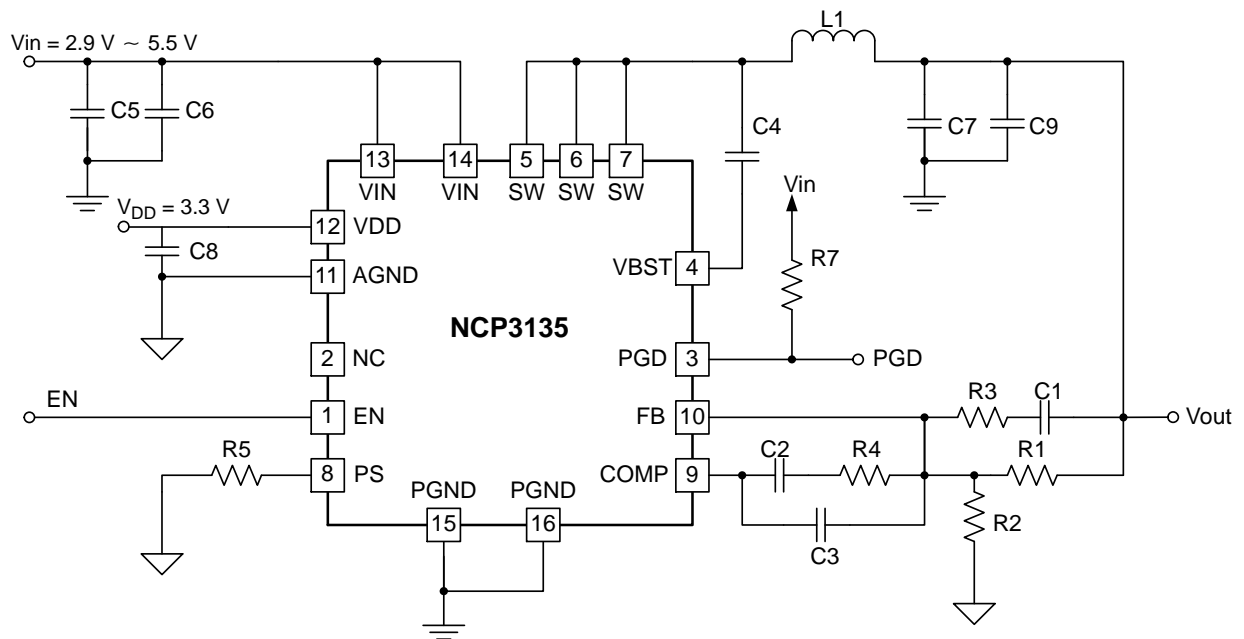 L1
Vin = 2.9 V ~ 5.5 V
C5
C6
C4
C7
C9
13
14
5
6
7
VIN
VIN
SW
SW
SW
Vin
V_DD = 3.3 V
12
VDD
C8
R7
11
AGND
VBST
4
NCP3135
2
NC
PGD
3
PGD
EN
1
EN
FB
10
R3
C1
Vout
R5
8
PS
COMP
9
C2
R4
R1
PGND
PGND
15
16
C3
R2